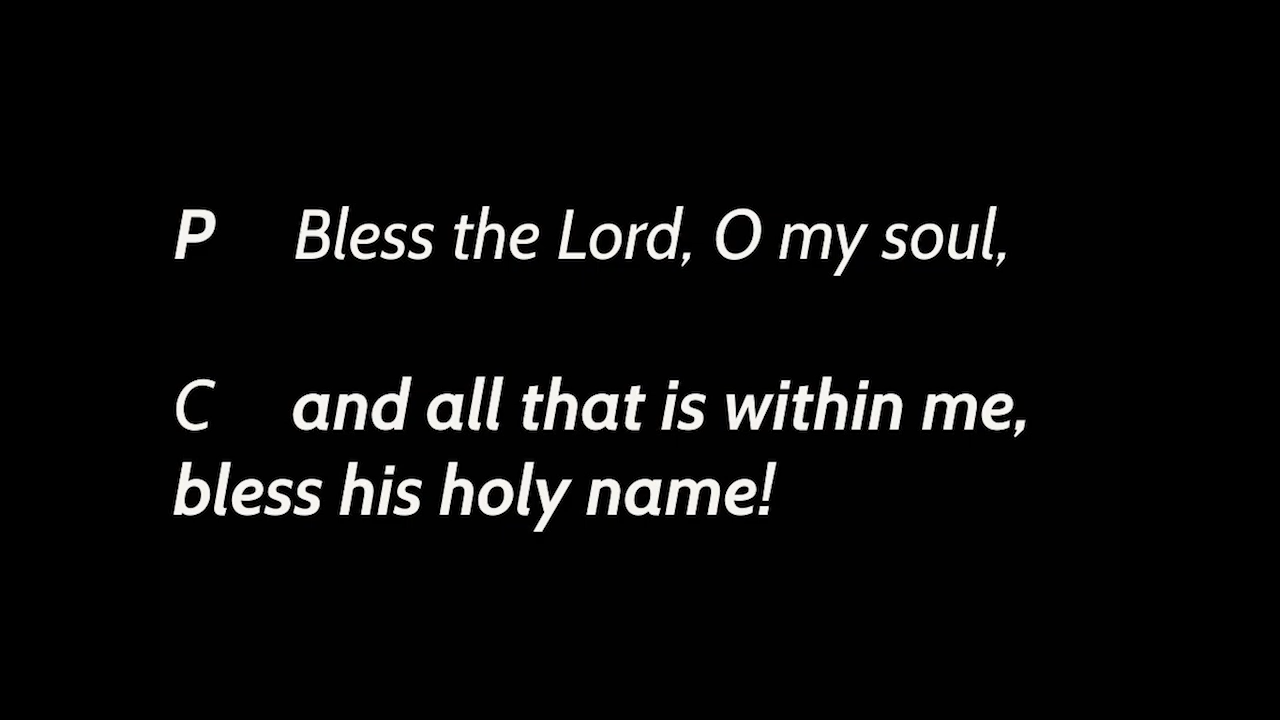 P Bless the Lord, O my soul,
C and all that is within me,
bless his holy name!